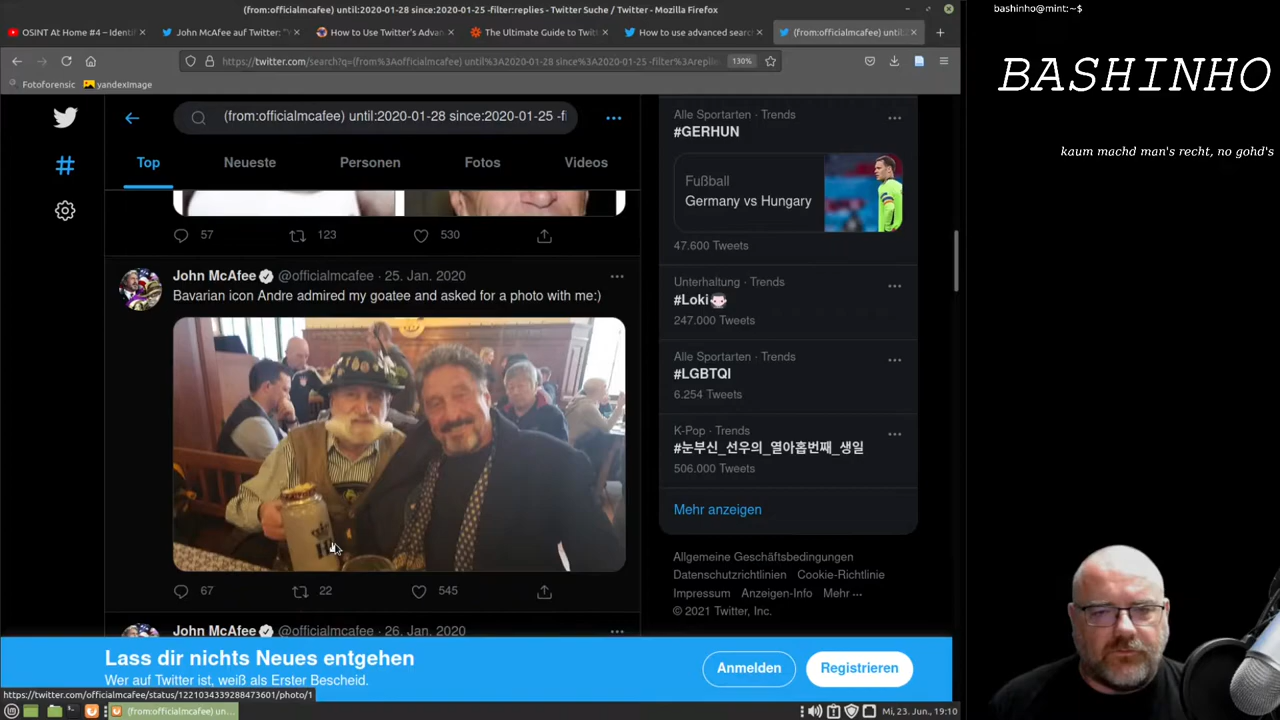 (from:officialmcafee) until:2020-01-28 since:2020-01-25 -filter:replies - Twitter Suche / Twitter - Mozilla Firefox
OSINT At Home #4 – Identi
John McAfee auf Twitter: "
How to Use Twitter's Adva
The Ultimate Guide to Twit
How to use advanced sear
(from:officialmcafee) until:
https://twitter.com/search?q=(from%3Aofficialmcafee) until%3A2020-01-28 since%3A2020-01-25 -filter%3Areplie
130%
Fotoforensic
yandexImage
(from:officialmcafee) until:2020-01-28 since:2020-01-25 -fi
Top
Neueste
Personen
Fotos
Videos
57
123
530
John McAfee @officialmcafee · 25. Jan. 2020
Bavarian icon Andre admired my goatee and asked for a photo with me:)
67
22
545
John McAfee @officialmcafee · 26. Jan. 2020
Alle Sportarten · Trends
#GERHUN
Fußball
Germany vs Hungary
47.600 Tweets
Unterhaltung · Trends
#Loki
247.000 Tweets
Alle Sportarten · Trends
#LGBTQI
6.254 Tweets
K-Pop · Trends
#눈부신_선우의_열아홉번째_생일
506.000 Tweets
Mehr anzeigen
Allgemeine Geschäftsbedingungen
Datenschutzrichtlinien Cookie-Richtlinie
Impressum Anzeigen-Info Mehr ···
© 2021 Twitter, Inc.
Lass dir nichts Neues entgehen
Wer auf Twitter ist, weiß als Erster Bescheid.
Anmelden
Registrieren
https://twitter.com/officialmcafee/status/1221034339288473601/photo/1
(from:officialmcafee) un
Mi, 23. Jun., 19:10
bashinho@mint:~$
BASHINHO
kaum machd man's recht, no gohd's